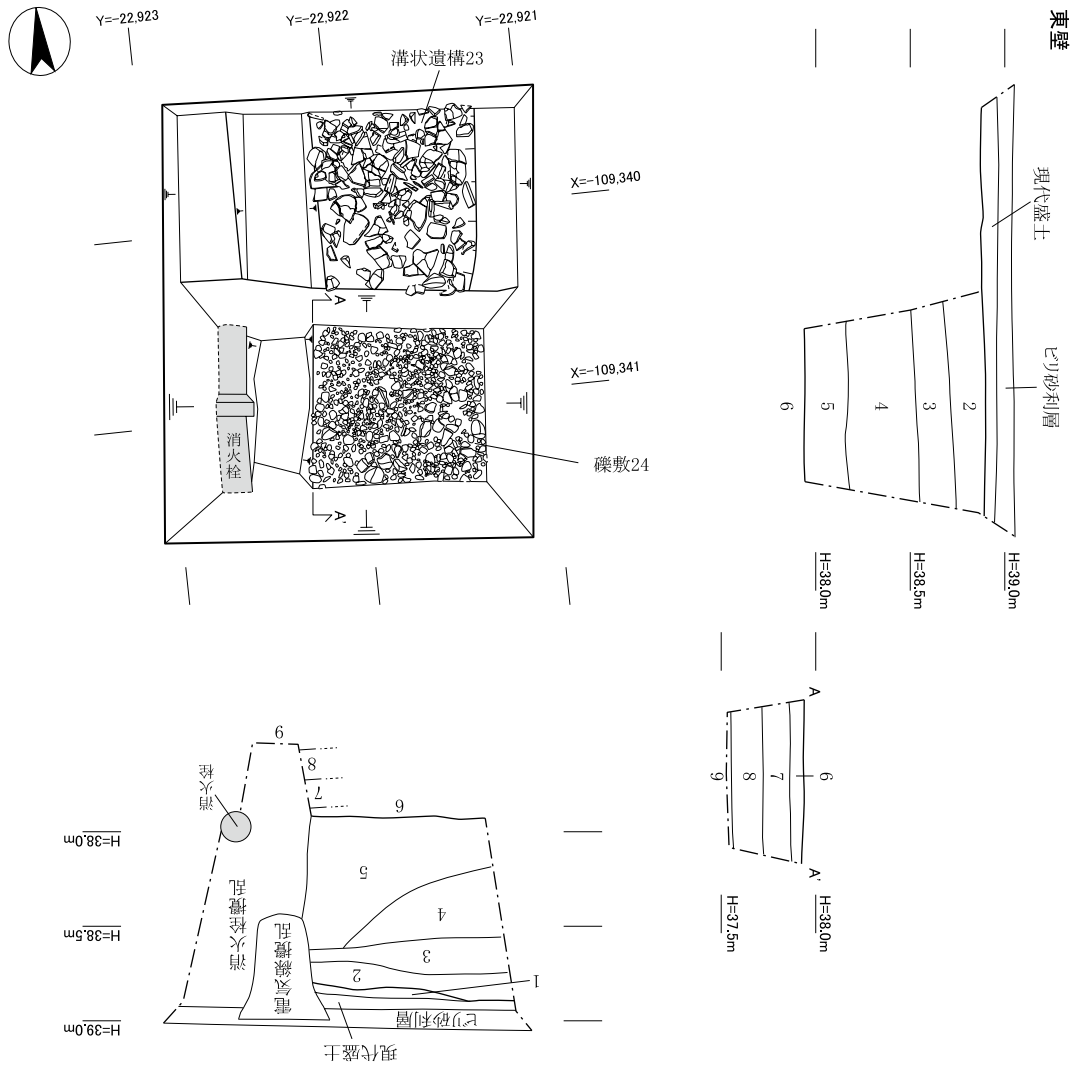 Y=-22,923
Y=-22,922
Y=-22,921
溝状遺構23
X=-109,340
A
X=-109,341
消火栓
礫敷24
A'
東壁
現代盛土
ビリ砂利層
6
5
4
3
2
H=38.0m
H=38.5m
H=39.0m
A
9
8
7
6
A'
H=37.5m
H=38.0m
9
8
7
6
消火栓
H=38.0m
5
4
消火栓攪乱
H=38.5m
電気線攪乱
3
2
1
ビリ砂利層
H=39.0m
現代盛土